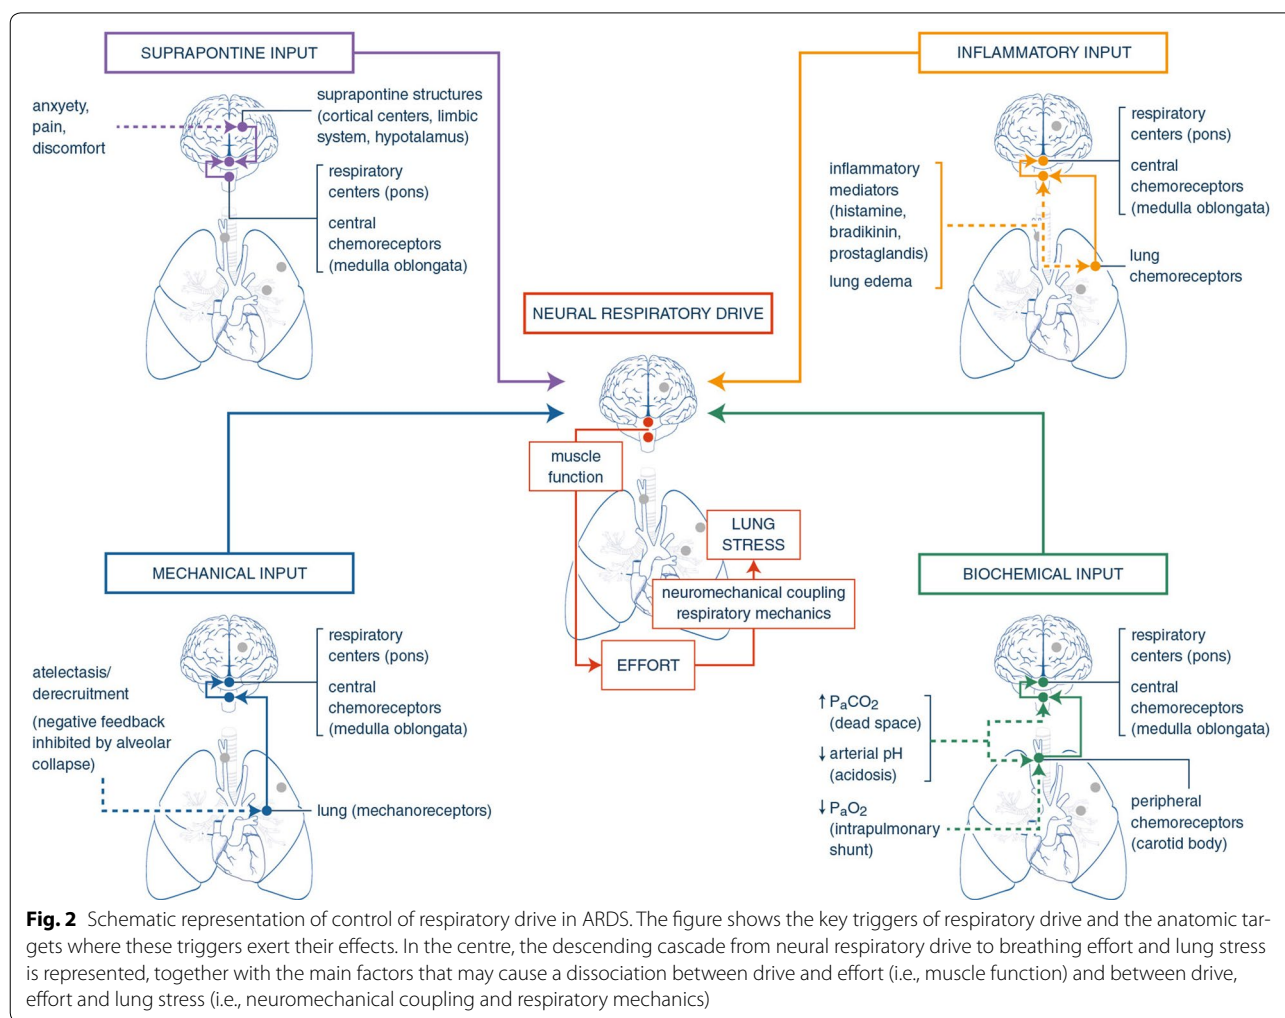 SUPRAPONTINE INPUT
anxyety,
pain,
discomfort
suprapontine structures
(cortical centers, limbic
system, hypotalamus)
respiratory
centers (pons)
central
chemoreceptors
(medulla oblongata)
INFLAMMATORY INPUT
inflammatory
mediators
(histamine,
bradikinin,
prostaglandis)
lung edema
respiratory
centers (pons)
central
chemoreceptors
(medulla oblongata)
lung
chemoreceptors
NEURAL RESPIRATORY DRIVE
muscle
function
LUNG
STRESS
neuromechanical coupling
respiratory mechanics
EFFORT
MECHANICAL INPUT
atelectasis/
derecruitment
(negative feedback
inhibited by alveolar
collapse)
respiratory
centers (pons)
central
chemoreceptors
(medulla oblongata)
lung (mechanoreceptors)
BIOCHEMICAL INPUT
↑ PaCO2
(dead space)
↓ arterial pH
(acidosis)
↓ PaO2
(intrapulmonary
shunt)
respiratory
centers (pons)
central
chemoreceptors
(medulla oblongata)
peripheral
chemoreceptors
(carotid body)
Fig. 2 Schematic representation of control of respiratory drive in ARDS. The figure shows the key triggers of respiratory drive and the anatomic tar-
gets where these triggers exert their effects. In the centre, the descending cascade from neural respiratory drive to breathing effort and lung stress
is represented, together with the main factors that may cause a dissociation between drive and effort (i.e., muscle function) and between drive,
effort and lung stress (i.e., neuromechanical coupling and respiratory mechanics)